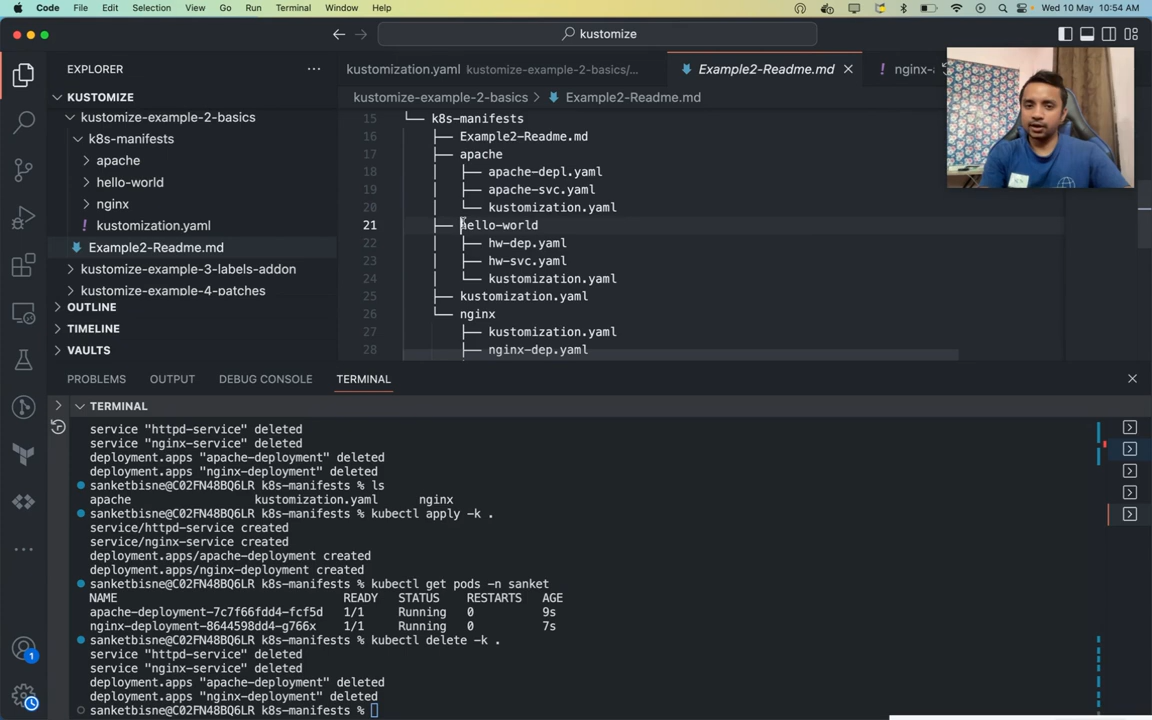 Code File Edit Selection View Go Run Terminal Window Help Wed 10 May 10:54 AM
kustomize
EXPLORER
KUSTOMIZE
kustomize-example-2-basics
k8s-manifests
apache
hello-world
nginx
! kustomization.yaml
Example2-Readme.md
kustomize-example-3-labels-addon
kustomize-example-4-patches
OUTLINE
TIMELINE
VAULTS
1
kustomization.yaml kustomize-example-2-basics/...
Example2-Readme.md
! nginx-
kustomize-example-2-basics > Example2-Readme.md
15 └── k8s-manifests
16 ├── Example2-Readme.md
17 ├── apache
18 │ ├── apache-depl.yaml
19 │ ├── apache-svc.yaml
20 │ └── kustomization.yaml
21 ├── hello-world
22 │ ├── hw-dep.yaml
23 │ ├── hw-svc.yaml
24 │ └── kustomization.yaml
25 ├── kustomization.yaml
26 └── nginx
27 ├── kustomization.yaml
28 ├── nginx-dep.yaml
PROBLEMS OUTPUT DEBUG CONSOLE TERMINAL
TERMINAL
service "httpd-service" deleted
service "nginx-service" deleted
deployment.apps "apache-deployment" deleted
deployment.apps "nginx-deployment" deleted
sanketbisne@C02FN48BQ6LR k8s-manifests % ls
apache kustomization.yaml nginx
sanketbisne@C02FN48BQ6LR k8s-manifests % kubectl apply -k .
service/httpd-service created
service/nginx-service created
deployment.apps/apache-deployment created
deployment.apps/nginx-deployment created
sanketbisne@C02FN48BQ6LR k8s-manifests % kubectl get pods -n sanket
NAME READY STATUS RESTARTS AGE
apache-deployment-7c7f66fdd4-fcf5d 1/1 Running 0 9s
nginx-deployment-8644598dd4-g766x 1/1 Running 0 7s
sanketbisne@C02FN48BQ6LR k8s-manifests % kubectl delete -k .
service "httpd-service" deleted
service "nginx-service" deleted
deployment.apps "apache-deployment" deleted
deployment.apps "nginx-deployment" deleted
sanketbisne@C02FN48BQ6LR k8s-manifests %